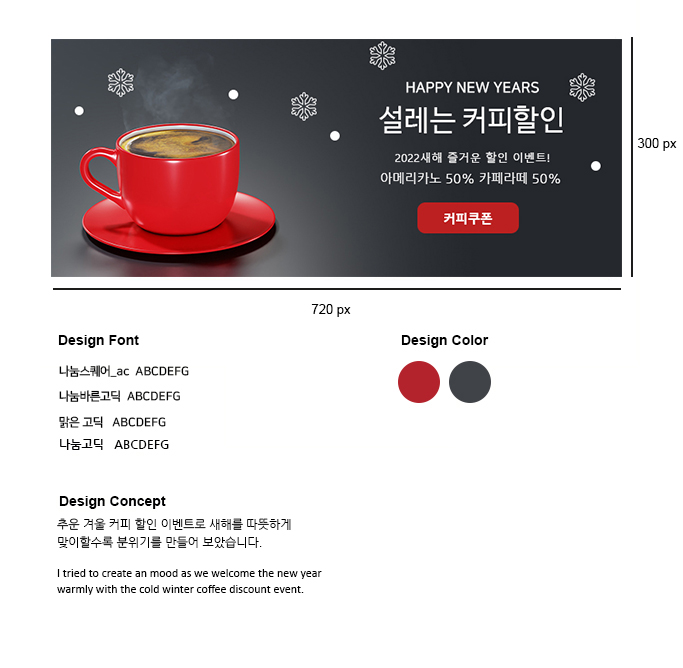 HAPPY NEW YEARS
설레는 커피할인
2022새해 즐거운 할인 이벤트!
아메리카노 50% 카페라떼 50%
커피쿠폰
300 px
720 px
Design Font
나눔스퀘어_ac ABCDEFG
나눔바른고딕 ABCDEFG
맑은 고딕 ABCDEFG
나눔고딕 ABCDEFG
Design Color
Design Concept
추운 겨울 커피 할인 이벤트로 새해를 따뜻하게
맞이할수록 분위기를 만들어 보았습니다.
I tried to create an mood as we welcome the new year
warmly with the cold winter coffee discount event.